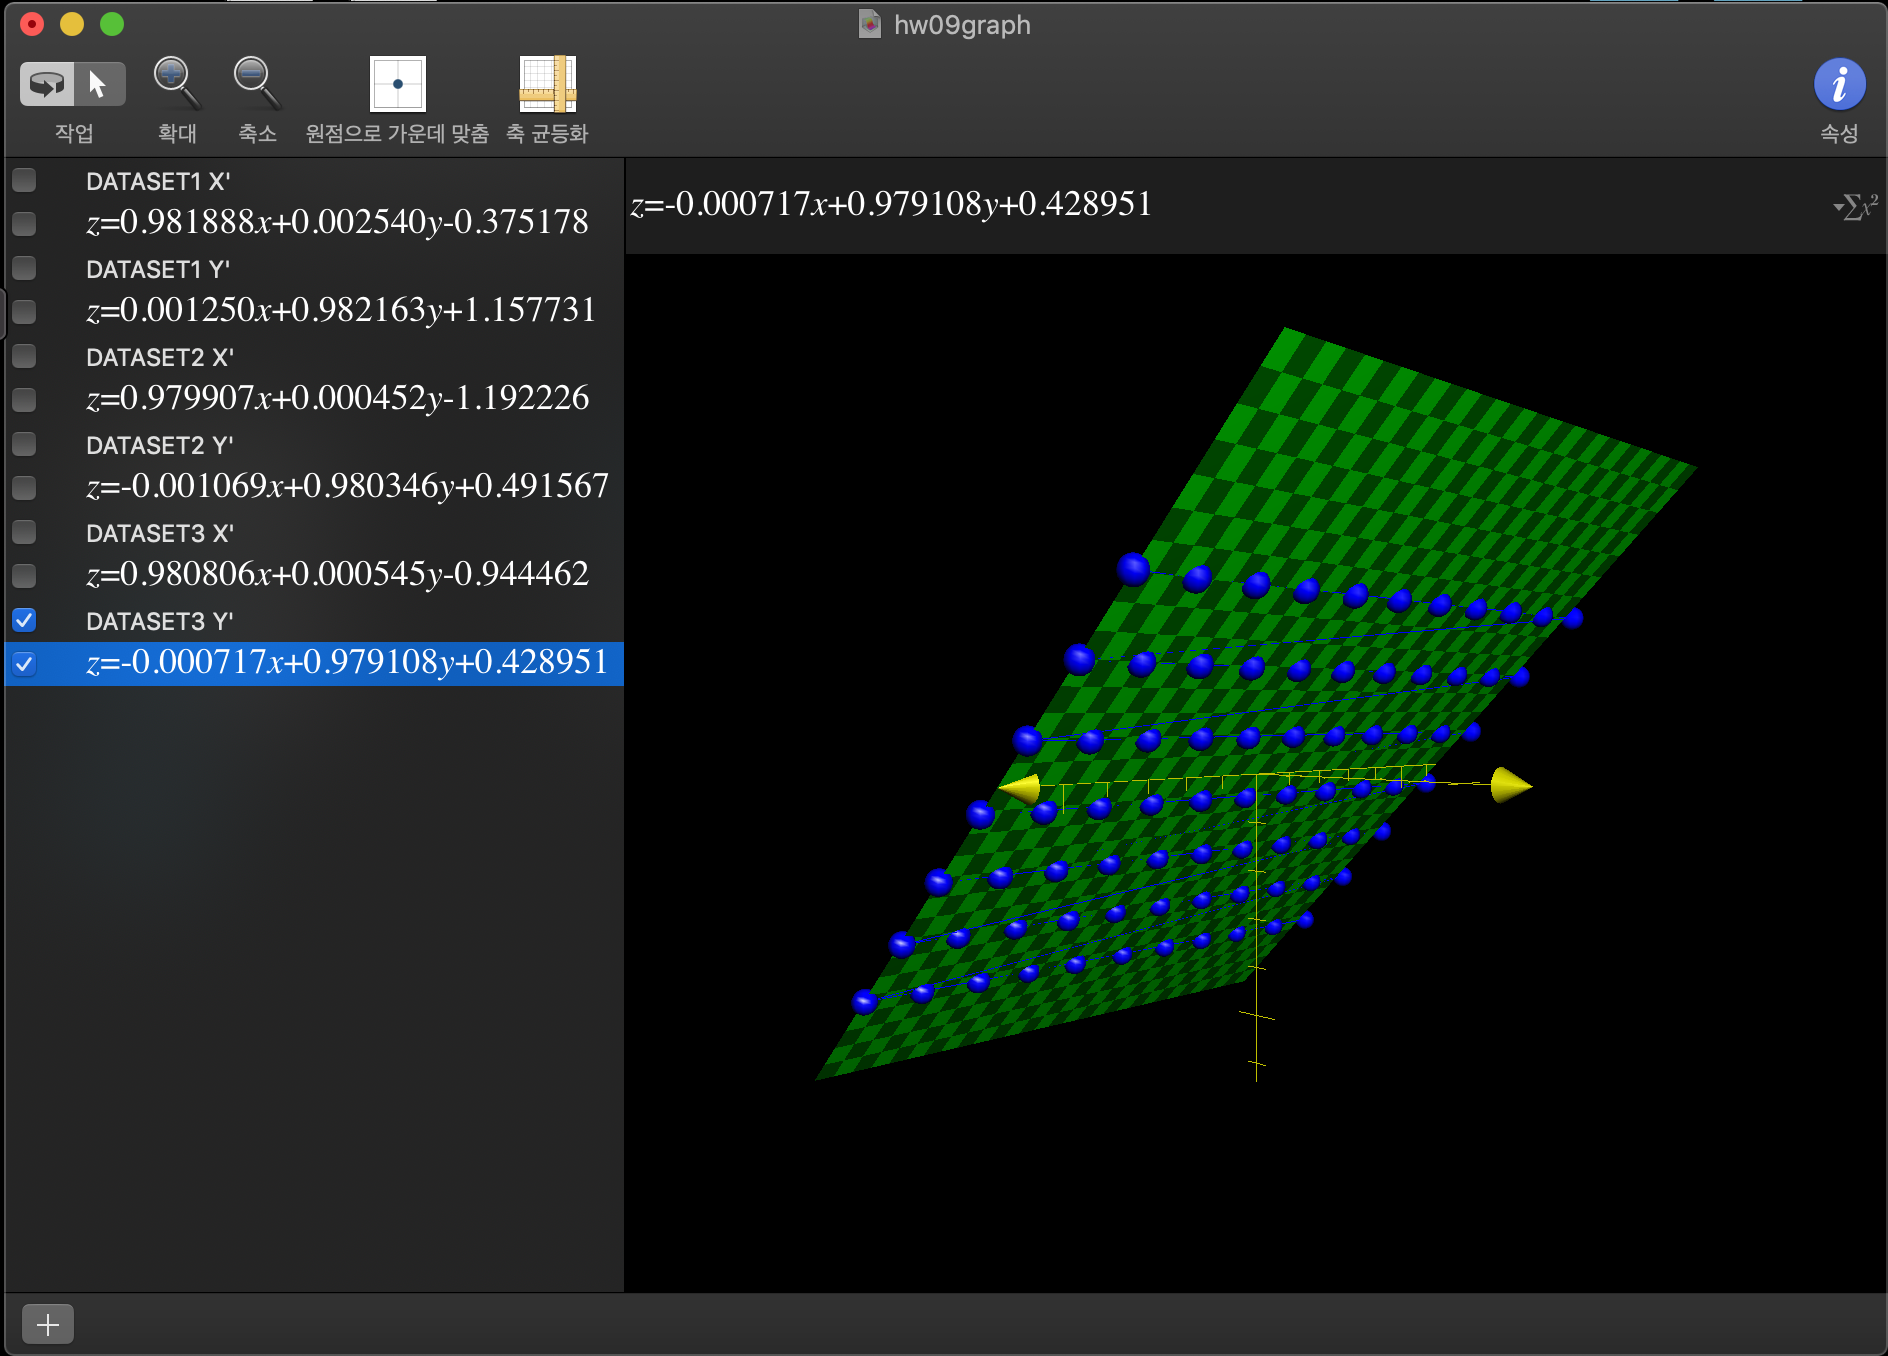 hw09graph
작업
확대
축소
원점으로 가운데 맞춤
축 균등화
속성
DATASET1 X'
z=0.981888x+0.002540y-0.375178
DATASET1 Y'
z=0.001250x+0.982163y+1.157731
DATASET2 X'
z=0.979907x+0.000452y-1.192226
DATASET2 Y'
z=-0.001069x+0.980346y+0.491567
DATASET3 X'
z=0.980806x+0.000545y-0.944462
DATASET3 Y'
z=-0.000717x+0.979108y+0.428951
z=-0.000717x+0.979108y+0.428951
Σx²